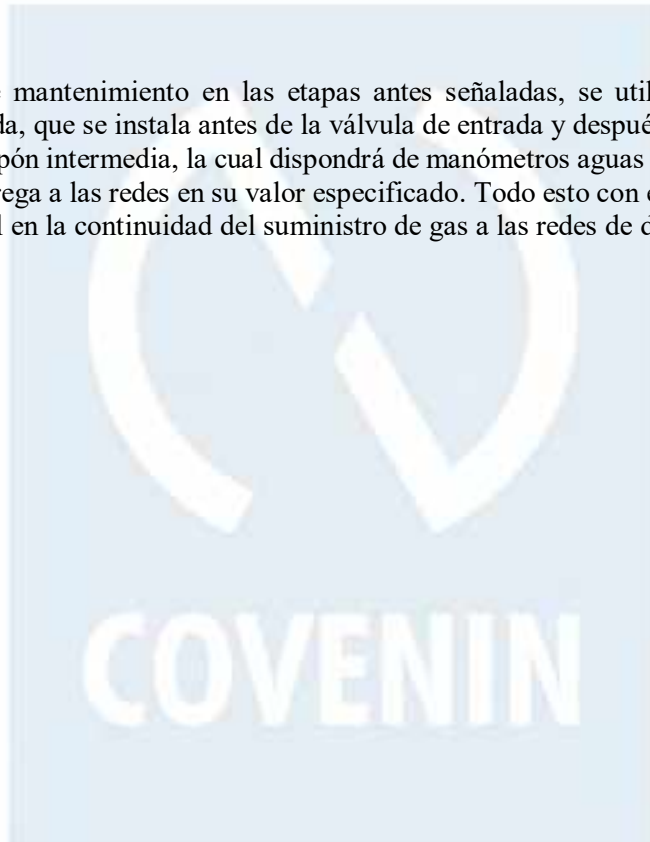 mantenimiento en las etapas antes señaladas, se util
da, que se instala antes de la válvula de entrada y despué
pón intermedia, la cual dispondrá de manómetros aguas
rega a las redes en su valor especificado. Todo esto con
l en la continuidad del suministro de gas a las redes de d
COVENIN